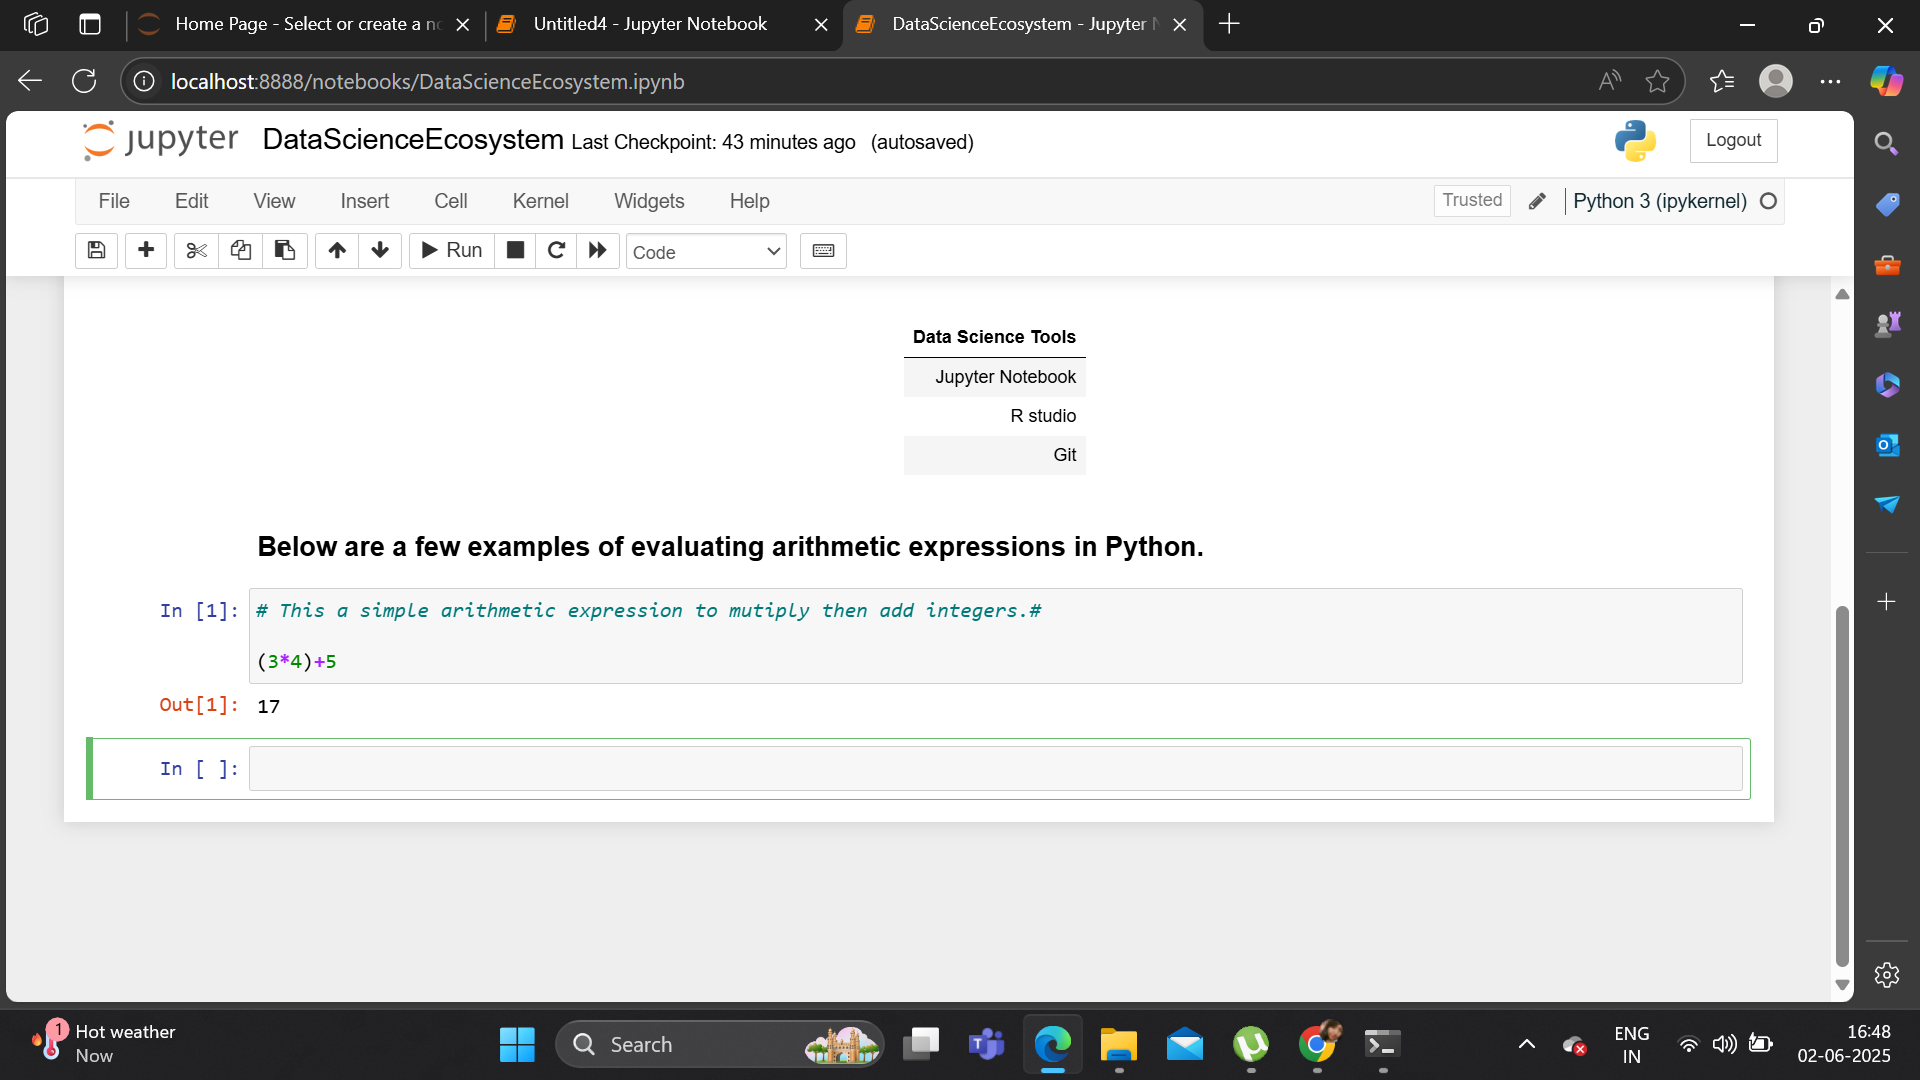 Home Page - Select or create a no
Untitled4 - Jupyter Notebook
DataScienceEcosystem - Jupyter N
localhost:8888/notebooks/DataScienceEcosystem.ipynb
jupyter DataScienceEcosystem Last Checkpoint: 43 minutes ago (autosaved)
Logout
File Edit View Insert Cell Kernel Widgets Help
Trusted Python 3 (ipykernel)
Run Code
Data Science Tools
Jupyter Notebook
R studio
Git
Below are a few examples of evaluating arithmetic expressions in Python.
In [1]: # This a simple arithmetic expression to mutiply then add integers.#
(3*4)+5
Out[1]: 17
In [ ]:
1 Hot weather
Now
Search
ENG
IN
16:48
02-06-2025